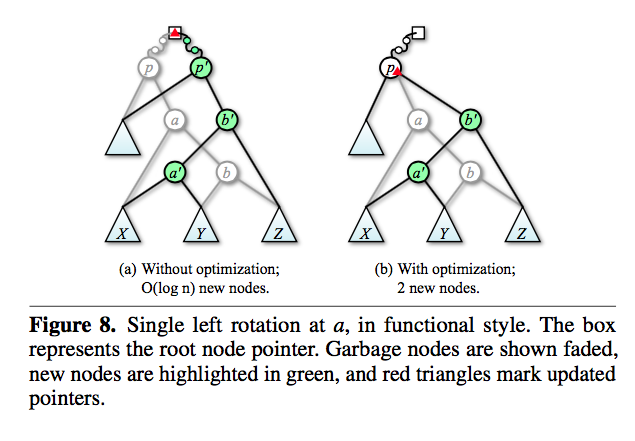 p
p'
a
b'
a'
b
X
Y
Z
p
a
b'
a'
b
X
Y
Z
(a) Without optimization;
O(log n) new nodes.
(b) With optimization;
2 new nodes.
Figure 8. Single left rotation at a, in functional style. The box
represents the root node pointer. Garbage nodes are shown faded,
new nodes are highlighted in green, and red triangles mark updated
pointers.